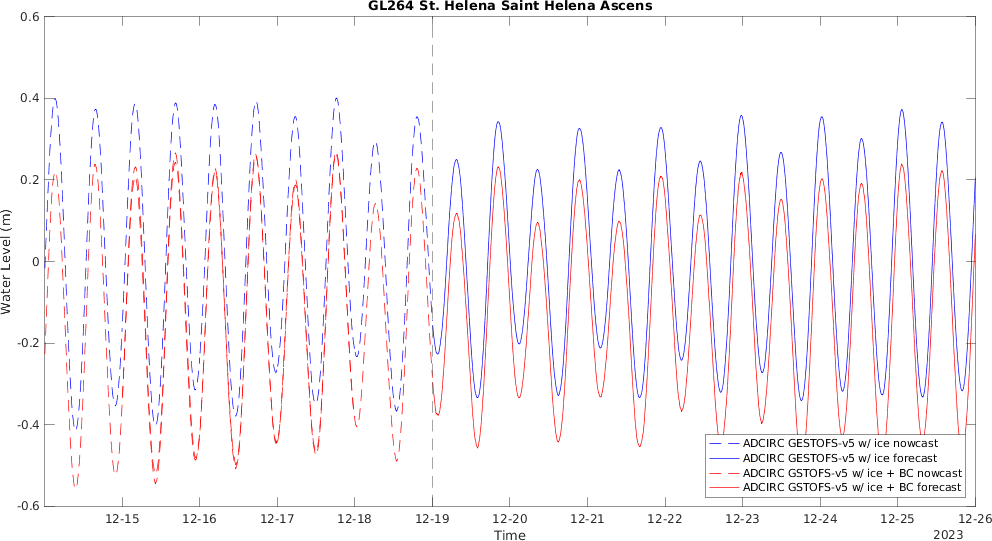 GL264 St. Helena Saint Helena Ascens
0.6
0.4
0.2
0
-0.2
-0.4
-0.6
Water Level (m)
ADCIRC GESTOFS-v5 w/ ice nowcast
ADCIRC GESTOFS-v5 w/ ice forecast
ADCIRC GSTOFS-v5 w/ ice + BC nowcast
ADCIRC GSTOFS-v5 w/ ice + BC forecast
12-15 12-16 12-17 12-18 12-19 12-20 12-21 12-22 12-23 12-24 12-25 12-26
Time
2023